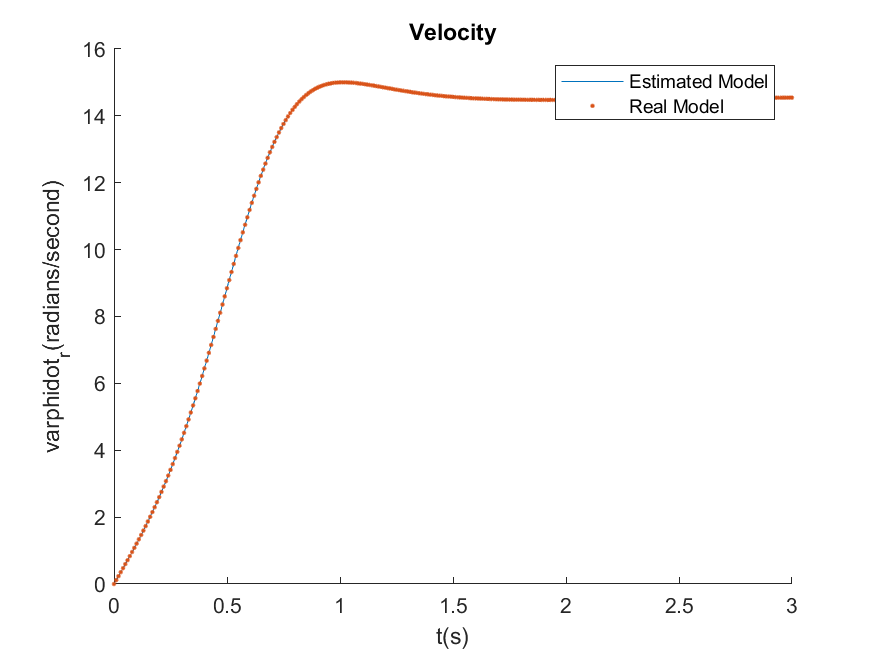 Velocity
16
14
12
10
8
6
4
2
0
varphidot_r(radians/second)
Estimated Model
Real Model
0 0.5 1 1.5 2 2.5 3
t(s)